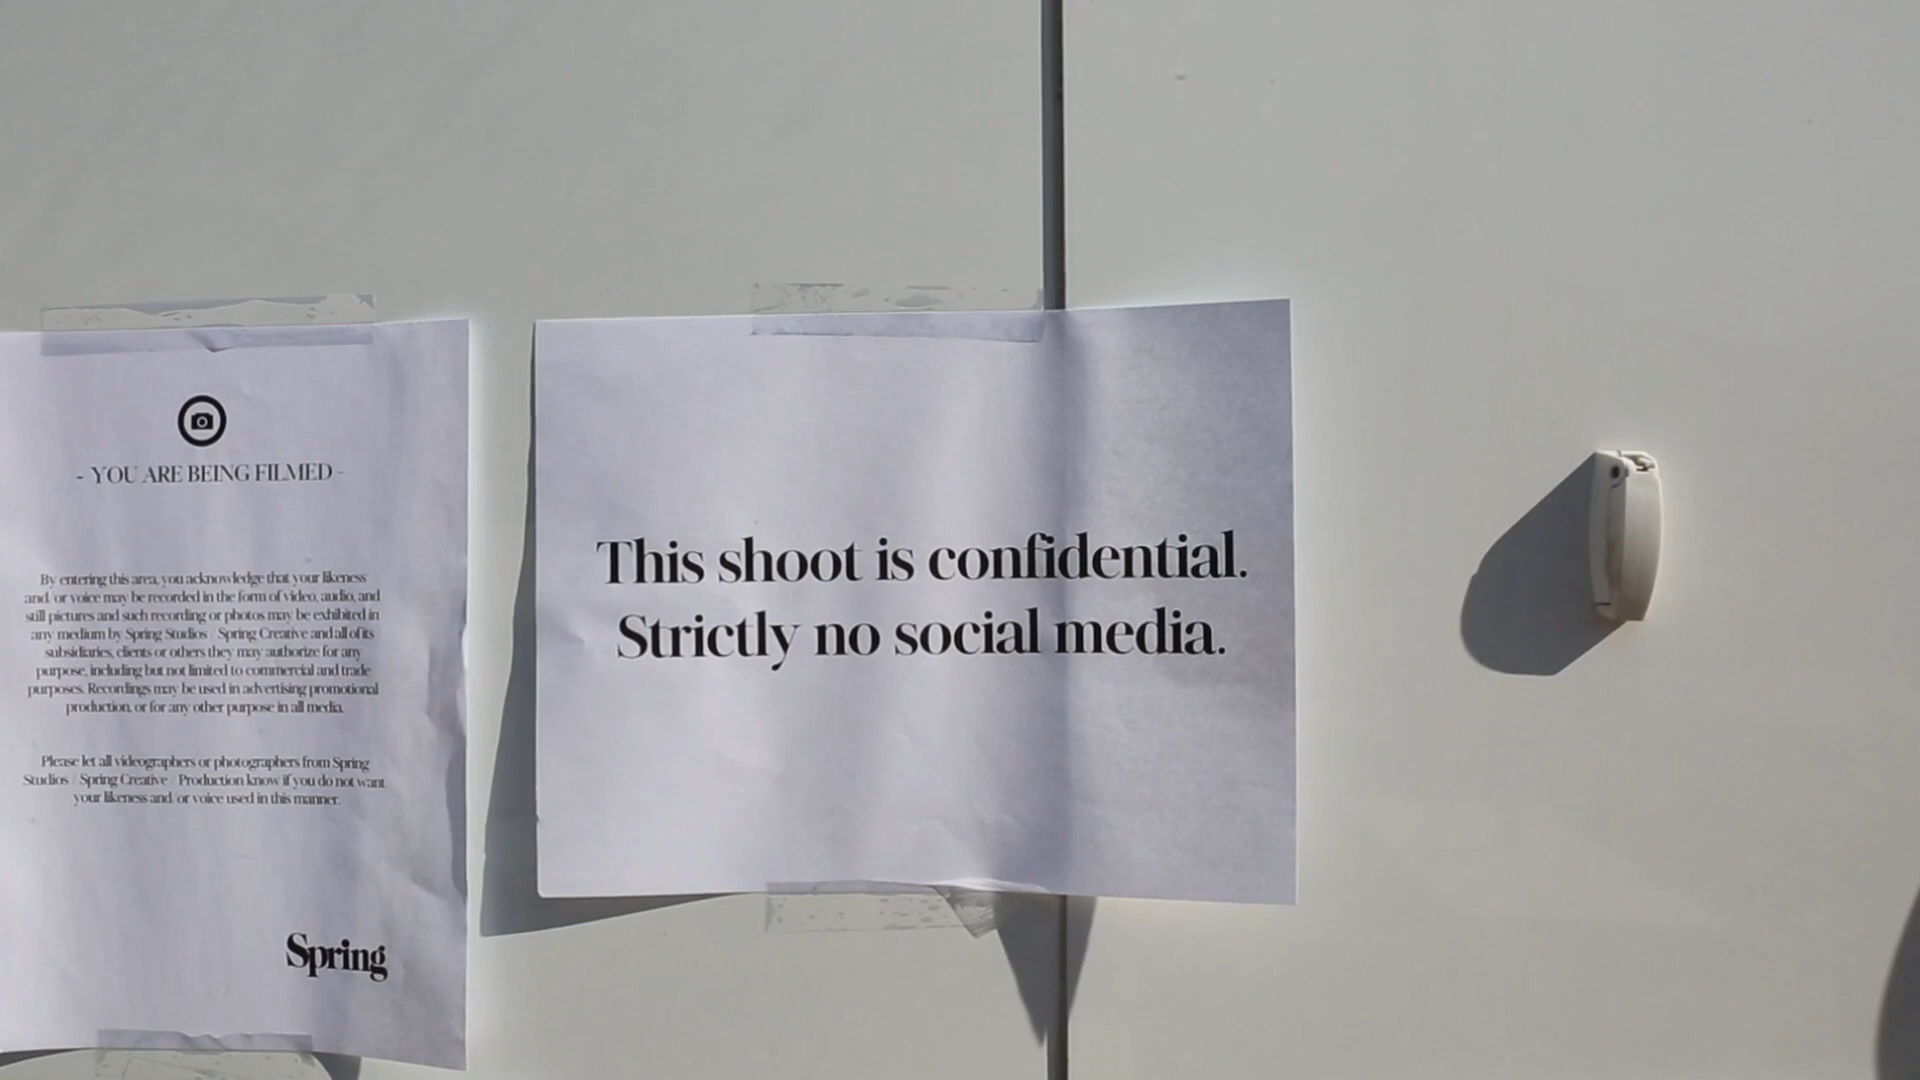 - YOU ARE BEING FILMED -
By entering this area, you acknowledge that your likeness
and/or voice may be recorded in the form of video, audio, and
still pictures and such recording or photos may be exhibited in
any medium by Spring Studios / Spring Creative and all of its
subsidiaries, clients or others they may authorize for any
purpose, including but not limited to commercial and trade
purposes. Recordings may be used in advertising promotional
production, or for any other purpose in all media.
Please let all videographers or photographers from Spring
Studios / Spring Creative / Production know if you do not want
your likeness and/or voice used in this manner.
Spring
This shoot is confidential.
Strictly no social media.